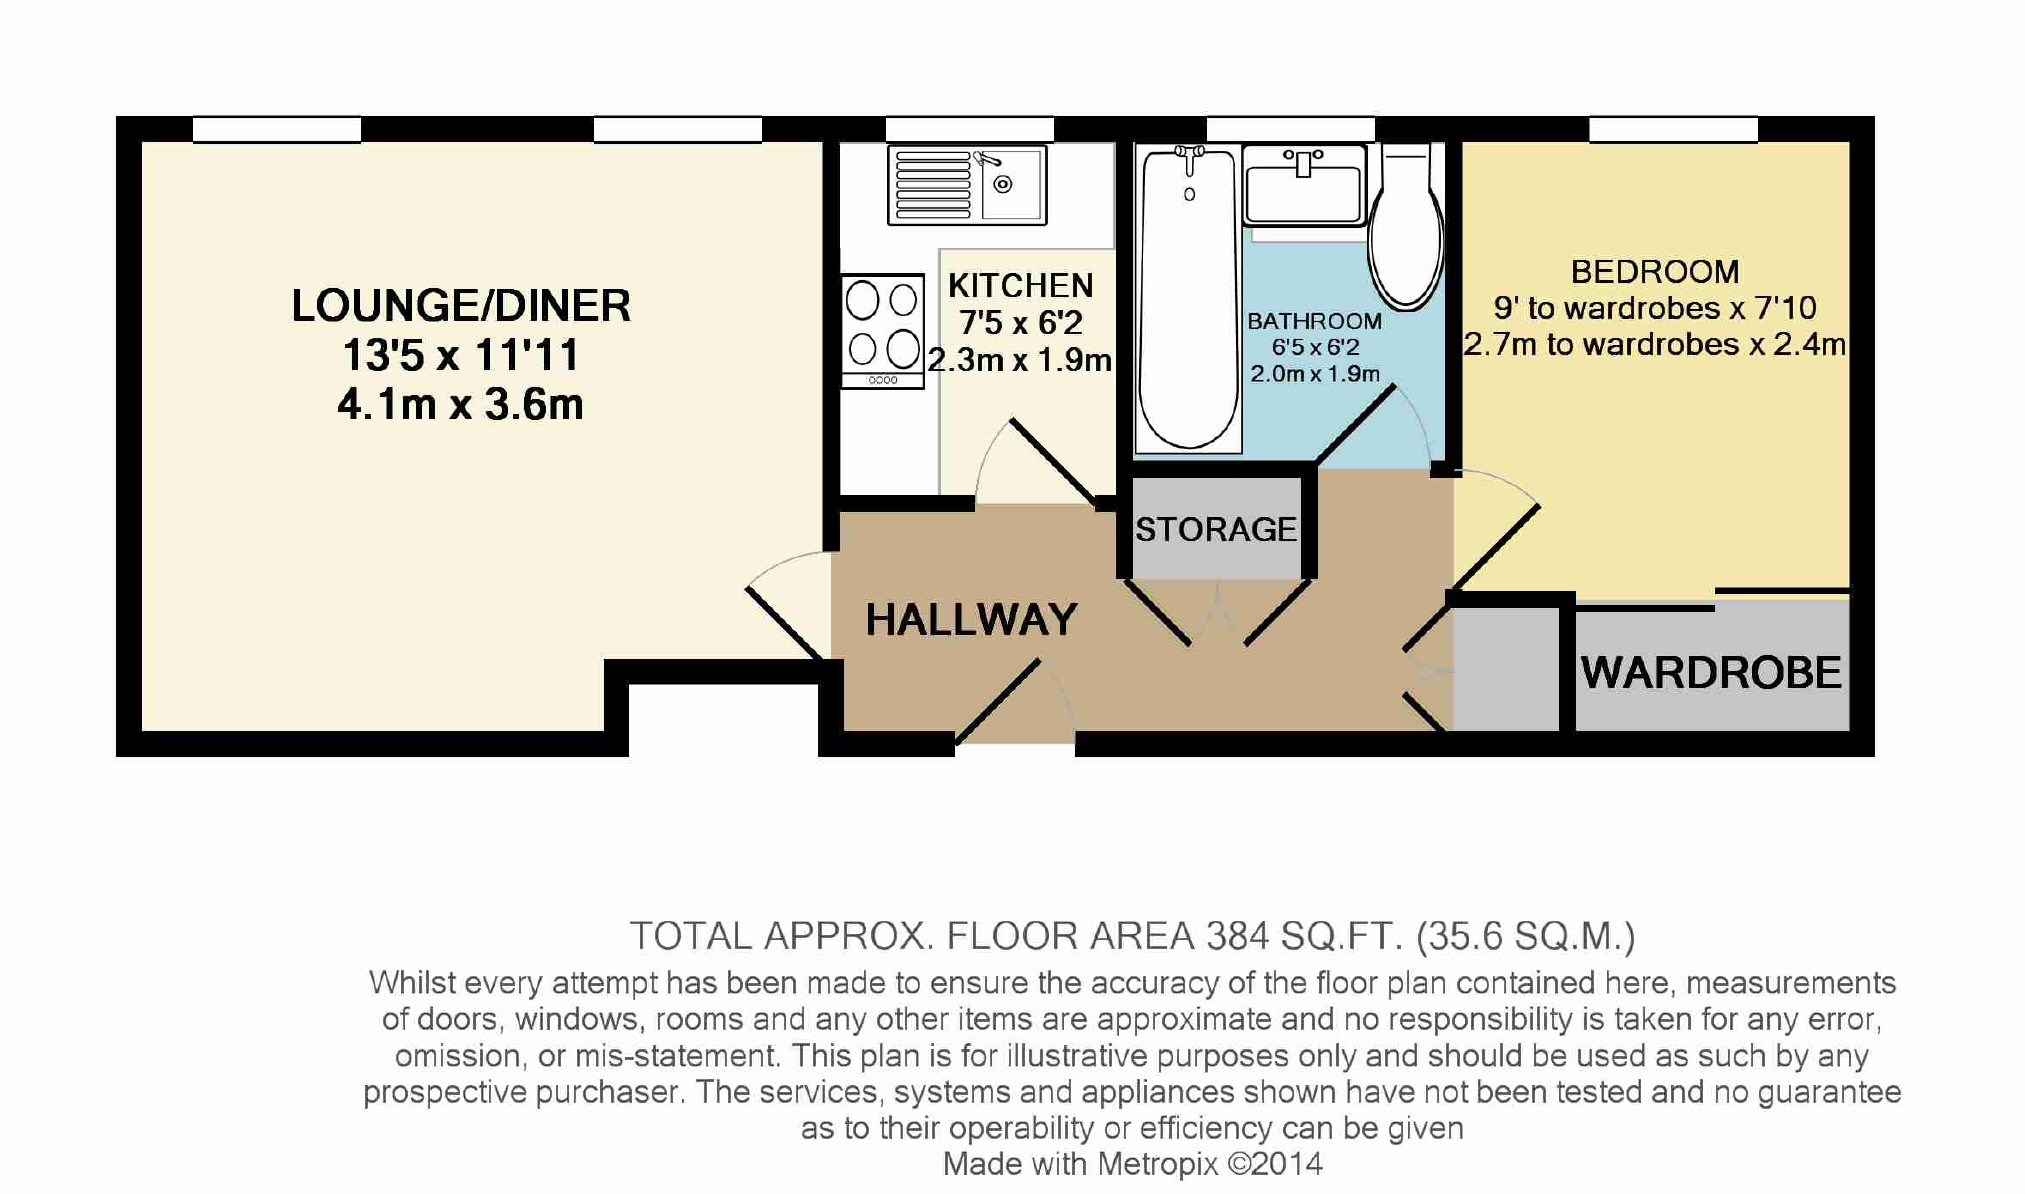 LOUNGE/DINER
13'5 x 11'11
4.1m x 3.6m
KITCHEN
7'5 x 6'2
2.3m x 1.9m
BATHROOM
6'5 x 6'2
2.0m x 1.9m
BEDROOM
9' to wardrobes x 7'10
2.7m to wardrobes x 2.4m
STORAGE
HALLWAY
WARDROBE
TOTAL APPROX. FLOOR AREA 384 SQ.FT. (35.6 SQ.M.)
Whilst every attempt has been made to ensure the accuracy of the floor plan contained here, measurements
of doors, windows, rooms and any other items are approximate and no responsibility is taken for any error,
omission, or mis-statement. This plan is for illustrative purposes only and should be used as such by any
prospective purchaser. The services, systems and appliances shown have not been tested and no guarantee
as to their operability or efficiency can be given
Made with Metropix ©2014